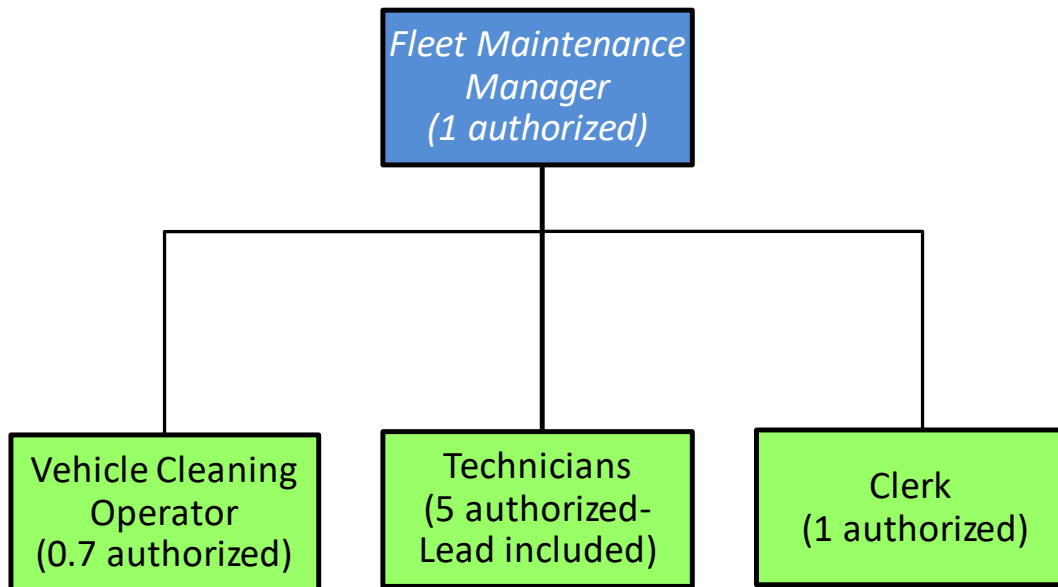 Fleet Maintenance
Manager
(1 authorized)
Vehicle Cleaning
Operator
(0.7 authorized)
Technicians
(5 authorized-
Lead included)
Clerk
(1 authorized)